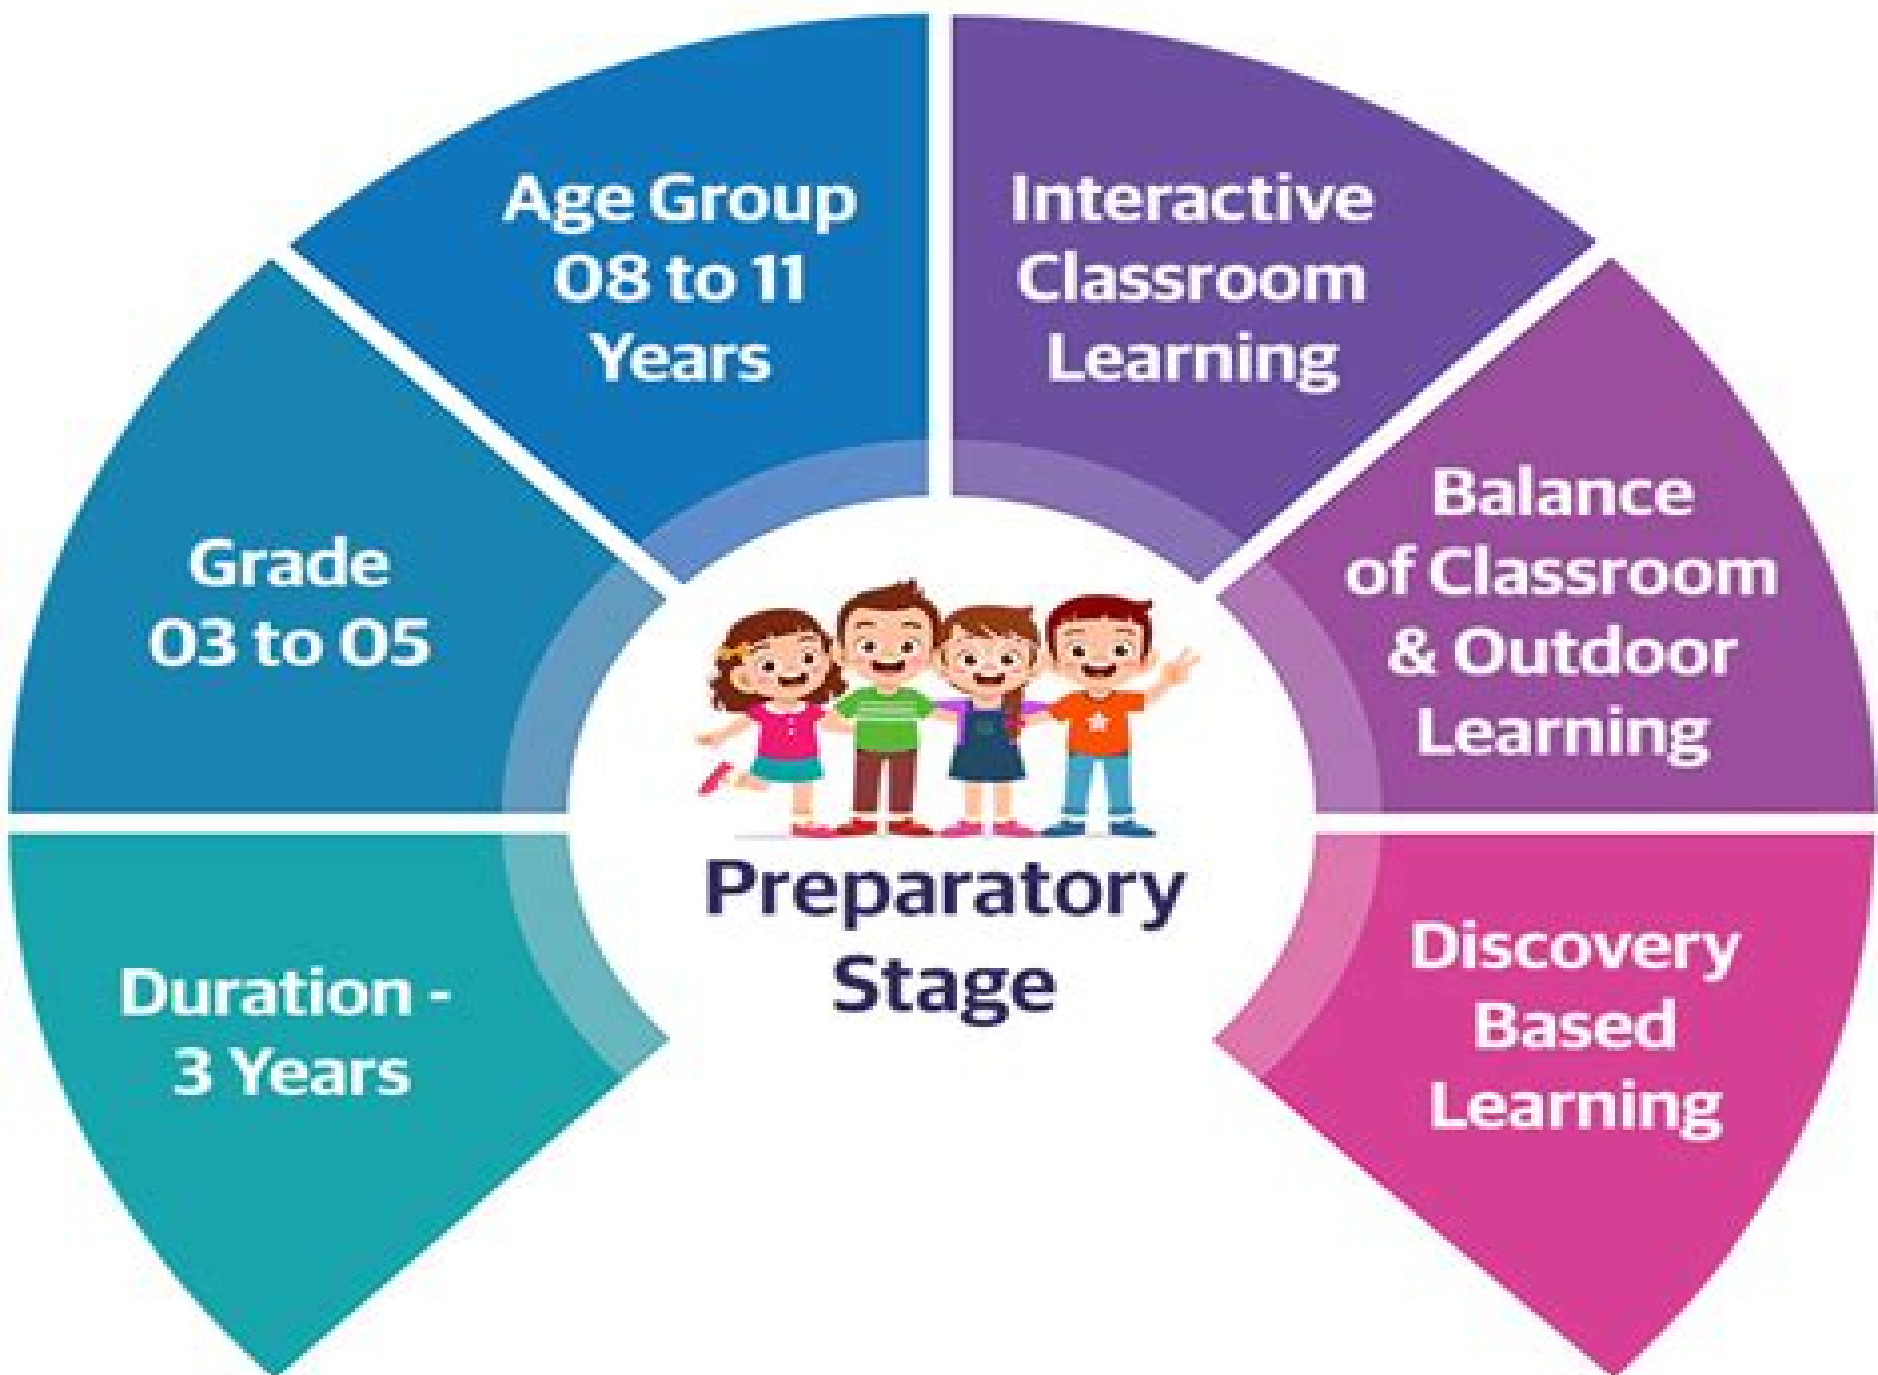 Age Group
08 to 11
Years
Interactive
Classroom
Learning
Grade
03 to 05
Balance
of Classroom
& Outdoor
Learning
Duration -
3 Years
Preparatory
Stage
Discovery
Based
Learning